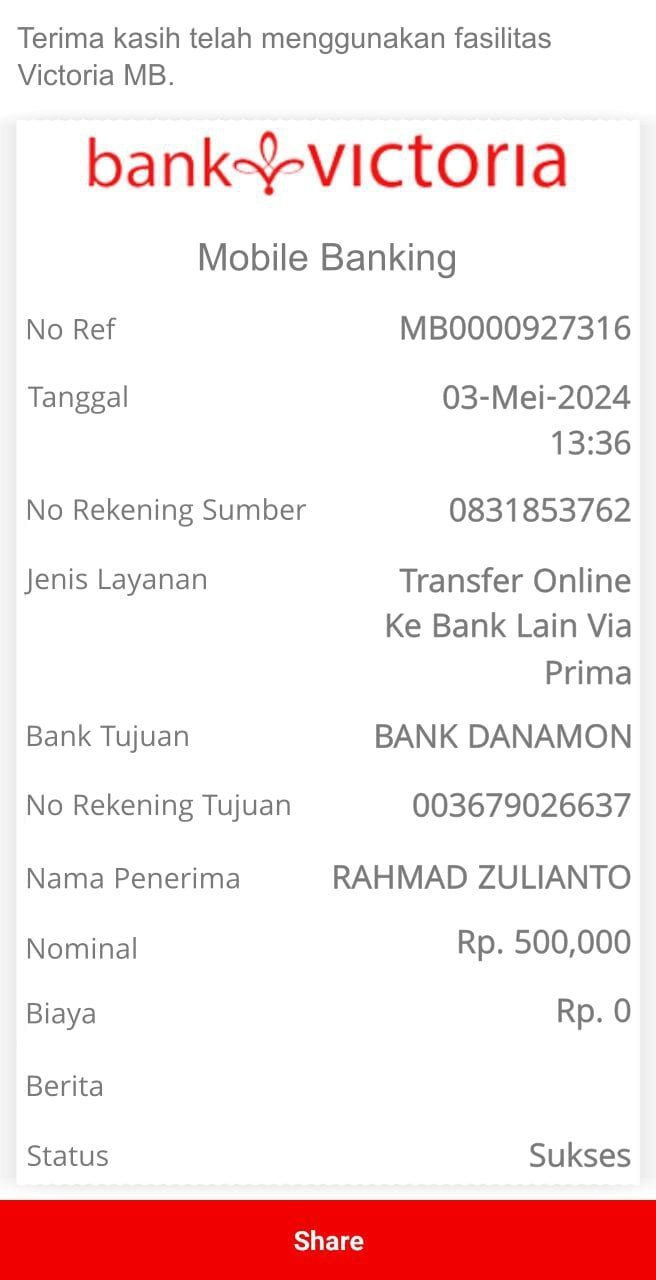 Terima kasih telah menggunakan fasilitas
Victoria MB.
bank victoria
Mobile Banking
No Ref MB0000927316
Tanggal 03-Mei-2024
13:36
No Rekening Sumber 0831853762
Jenis Layanan Transfer Online
Ke Bank Lain Via
Prima
Bank Tujuan BANK DANAMON
No Rekening Tujuan 003679026637
Nama Penerima RAHMAD ZULIANTO
Nominal Rp. 500,000
Biaya Rp. 0
Berita
Status Sukses
Share